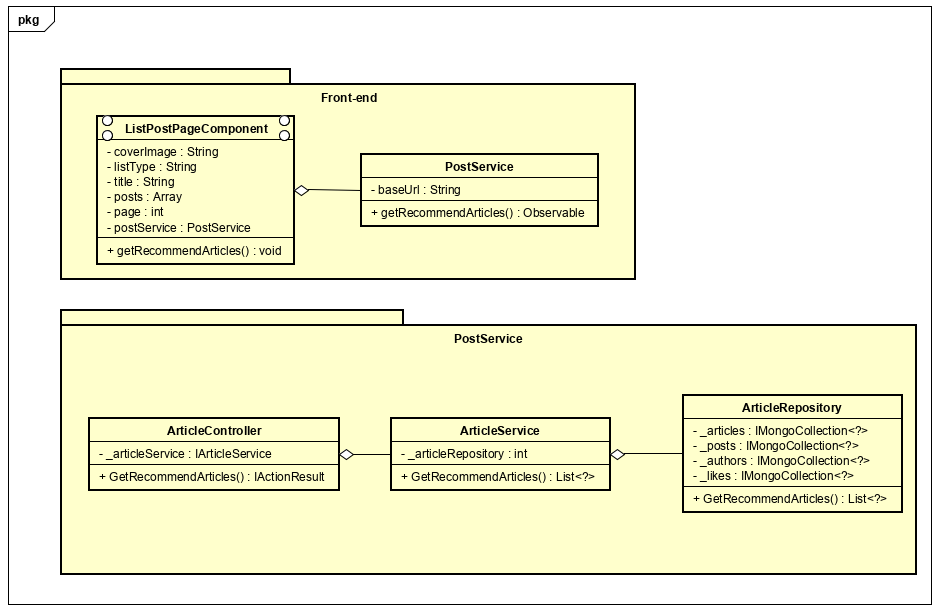 pkg
Front-end
ListPostPageComponent
- coverImage : String
- listType : String
- title : String
- posts : Array
- page : int
- postService : PostService
+ getRecommendArticles() : void
PostService
- baseUrl : String
+ getRecommendArticles() : Observable
PostService
ArticleController
- _articleService : IArticleService
+ GetRecommendArticles() : IActionResult
ArticleService
- _articleRepository : int
+ GetRecommendArticles() : List<?>
ArticleRepository
- _articles : IMongoCollection<?>
- _posts : IMongoCollection<?>
- _authors : IMongoCollection<?>
- _likes : IMongoCollection<?>
+ GetRecommendArticles() : List<?>